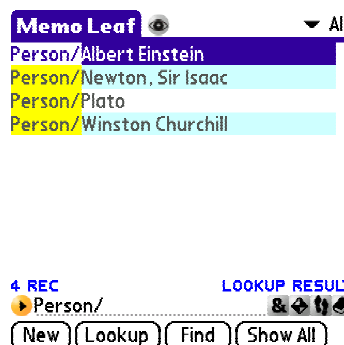 Memo Leaf Al
Person/Albert Einstein
Person/Newton, Sir Isaac
Person/Plato
Person/Winston Churchill
4 REC LOOKUP RESUL
Person/ &
New Lookup Find Show All